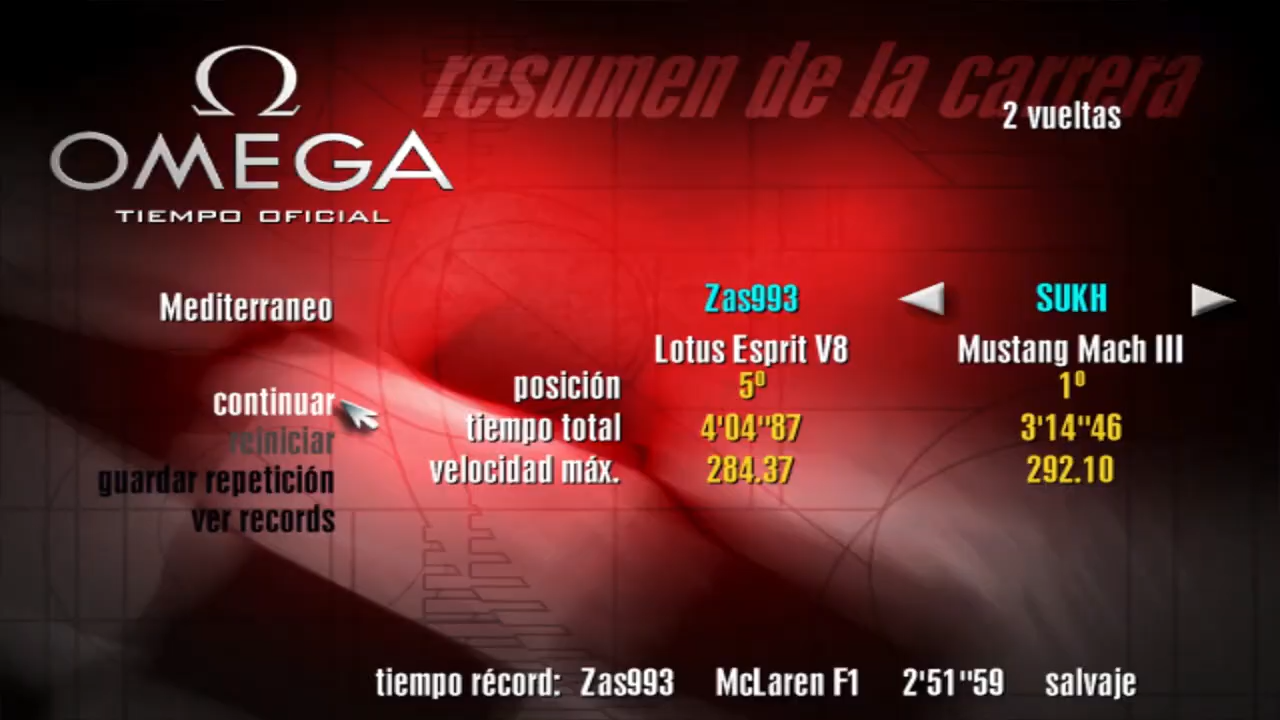 Ω
OMEGA
TIEMPO OFICIAL
resumen de la carrera
2 vueltas
Mediterraneo
Zas993 SUKH
Lotus Esprit V8 Mustang Mach III
posición 5º 1º
tiempo total 4'04"87 3'14"46
velocidad máx. 284.37 292.10
continuar
reiniciar
guardar repetición
ver records
tiempo récord: Zas993 McLaren F1 2'51"59 salvaje